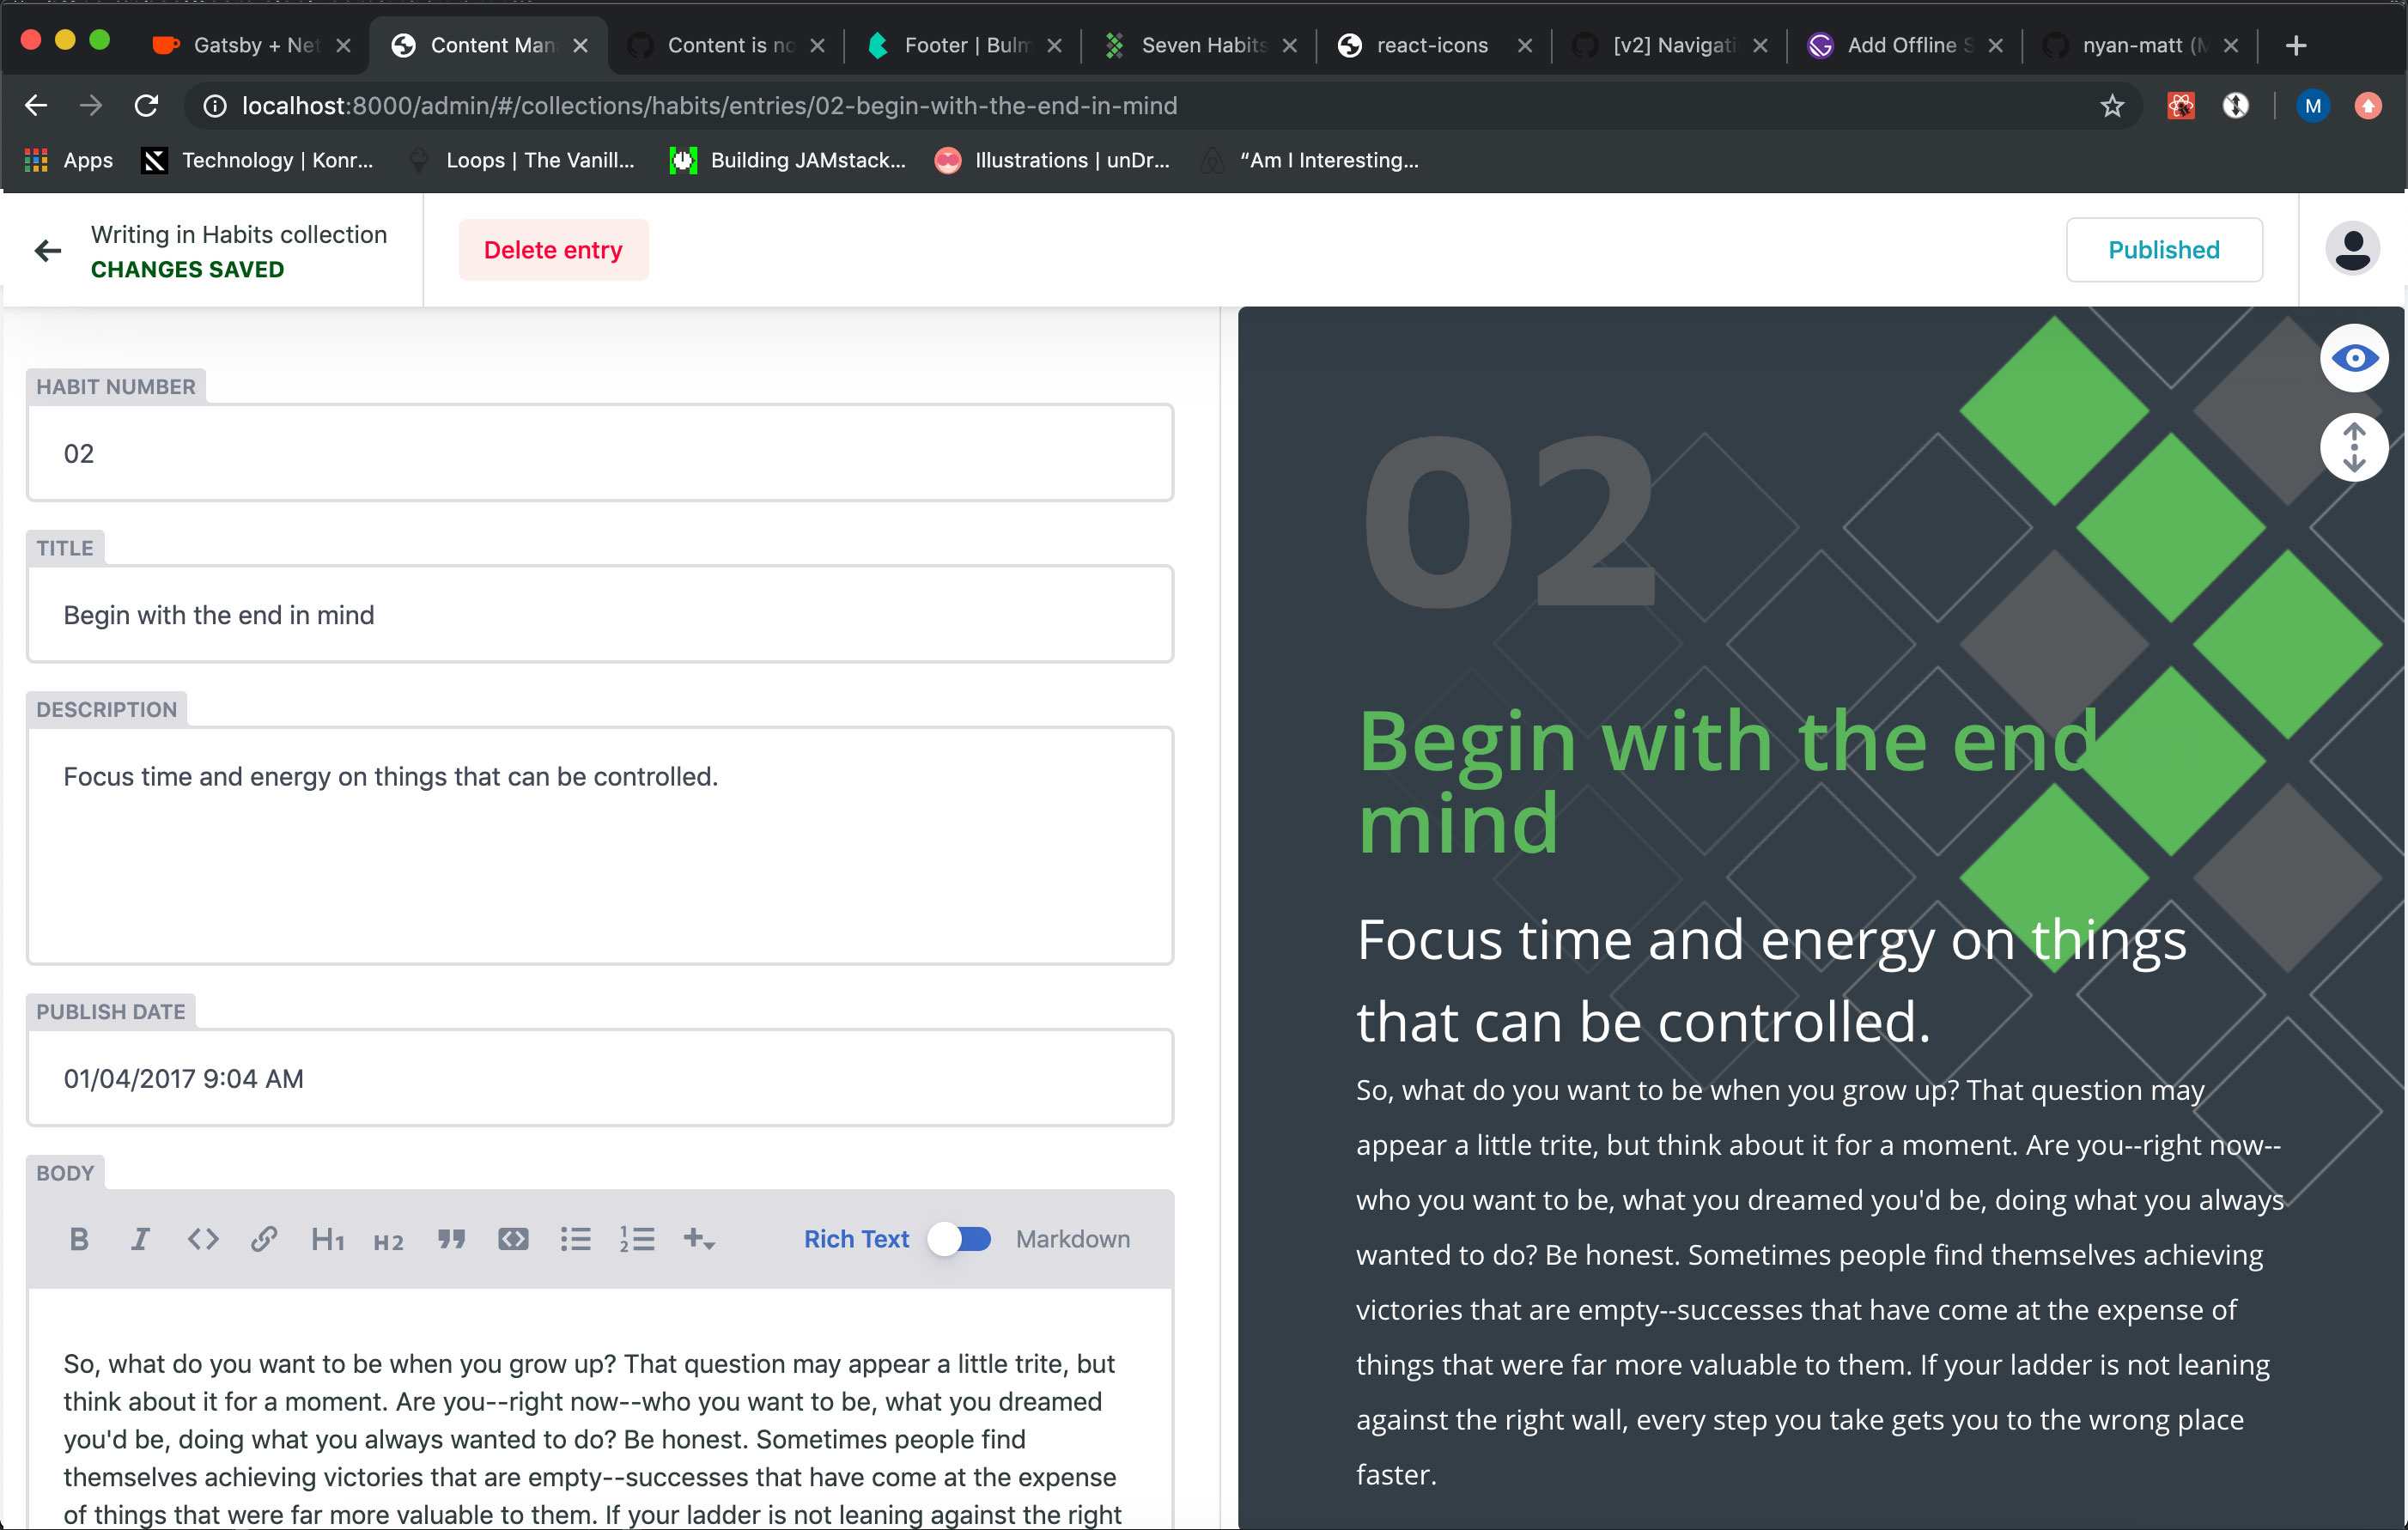 Gatsby + Net
Content Man
Content is no
Footer | Bulm
Seven Habits
react-icons
[v2] Navigati
Add Offline S
nyan-matt (M
localhost:8000/admin/#/collections/habits/entries/02-begin-with-the-end-in-mind
M
Apps
Technology | Konr...
Loops | The Vanill...
Building JAMstack...
Illustrations | unDr...
“Am I Interesting...
Writing in Habits collection
CHANGES SAVED
Delete entry
Published
HABIT NUMBER
02
TITLE
Begin with the end in mind
DESCRIPTION
Focus time and energy on things that can be controlled.
PUBLISH DATE
01/04/2017 9:04 AM
BODY
B I H1 H2 Rich Text Markdown
So, what do you want to be when you grow up? That question may appear a little trite, but
think about it for a moment. Are you--right now--who you want to be, what you dreamed
you'd be, doing what you always wanted to do? Be honest. Sometimes people find
themselves achieving victories that are empty--successes that have come at the expense
of things that were far more valuable to them. If your ladder is not leaning against the right
02
Begin with the end
mind
Focus time and energy on things
that can be controlled.
So, what do you want to be when you grow up? That question may
appear a little trite, but think about it for a moment. Are you--right now--
who you want to be, what you dreamed you'd be, doing what you always
wanted to do? Be honest. Sometimes people find themselves achieving
victories that are empty--successes that have come at the expense of
things that were far more valuable to them. If your ladder is not leaning
against the right wall, every step you take gets you to the wrong place
faster.